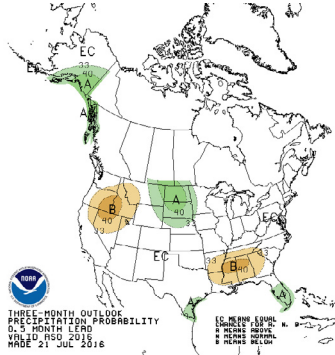 EC
33
40
A
A
B
40
33
A
40
33
EC
EC
33
B
40
A
A
NOAA
THREE-MONTH OUTLOOK
PRECIPITATION PROBABILITY
0.5 MONTH LEAD
VALID ASO 2016
MADE 21 JUL 2016
EC MEANS EQUAL
CHANCES FOR A, N, B
A MEANS ABOVE
N MEANS NORMAL
B MEANS BELOW